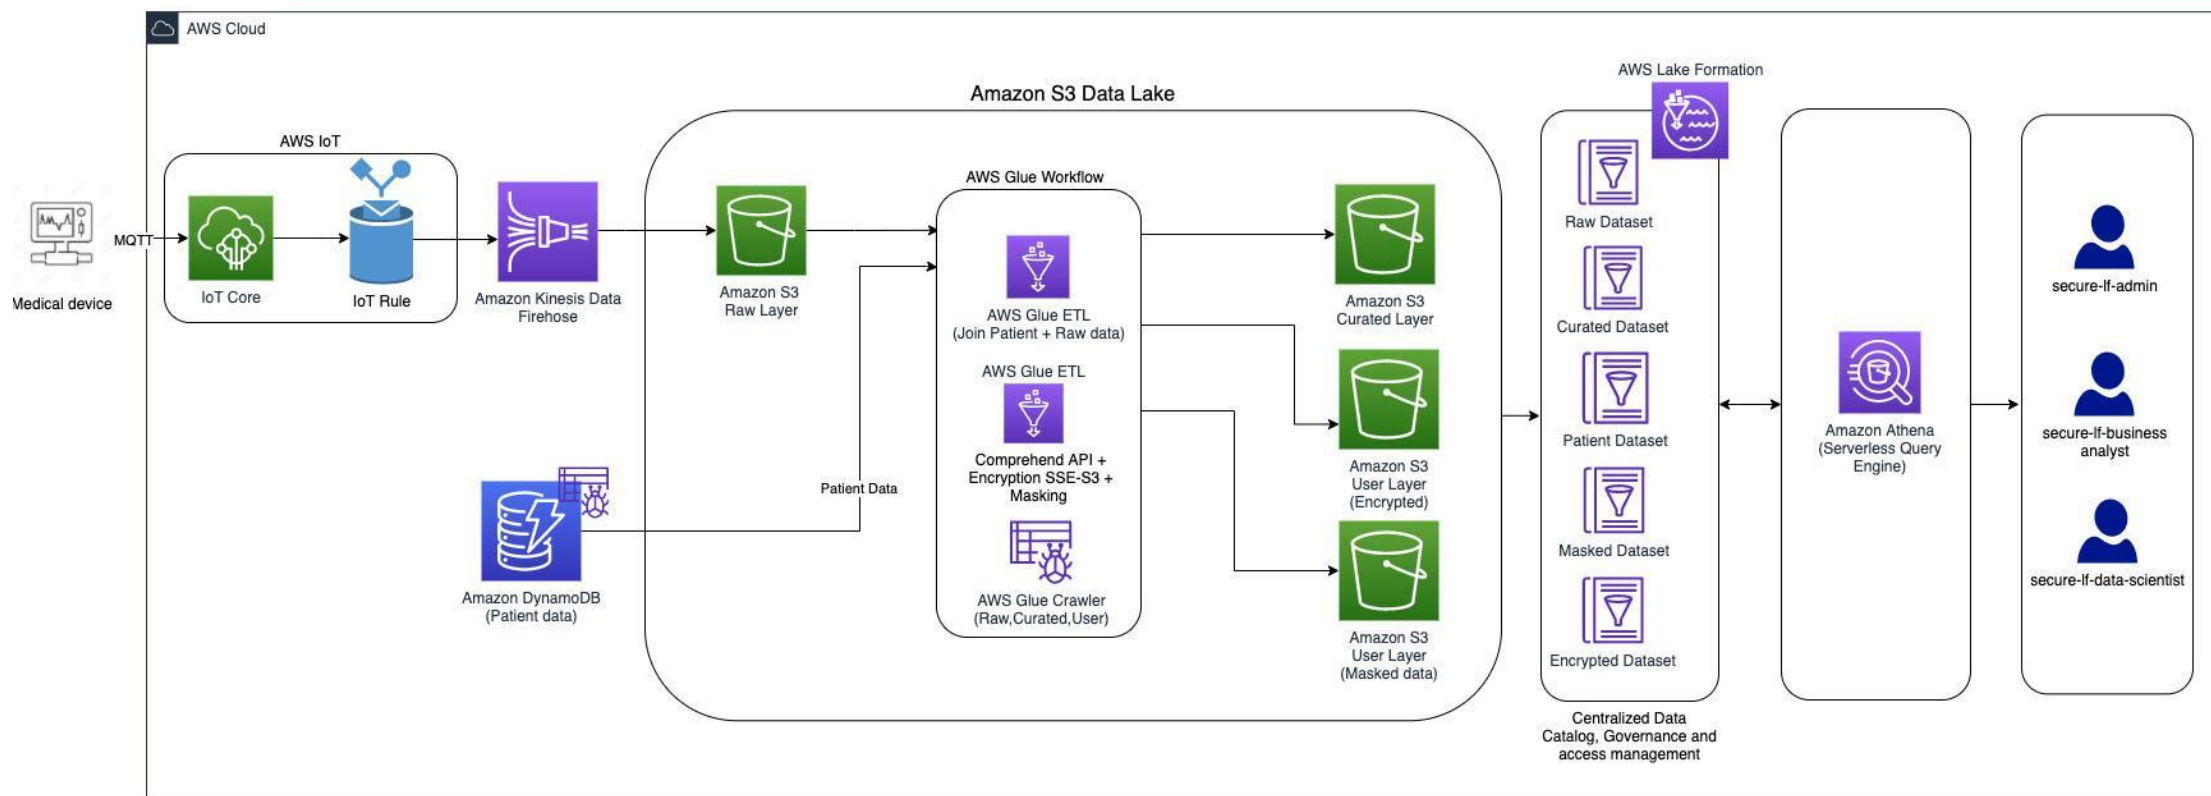 AWS Cloud
Medical device
MQTT
AWS IoT
IoT Core
IoT Rule
Amazon Kinesis Data
Firehose
Amazon DynamoDB
(Patient data)
Patient Data
Amazon S3 Data Lake
Amazon S3
Raw Layer
AWS Glue Workflow
AWS Glue ETL
(Join Patient + Raw data)
AWS Glue ETL
Comprehend API +
Encryption SSE-S3 +
Masking
AWS Glue Crawler
(Raw,Curated,User)
Amazon S3
Curated Layer
Amazon S3
User Layer
(Encrypted)
Amazon S3
User Layer
(Masked data)
AWS Lake Formation
Raw Dataset
Curated Dataset
Patient Dataset
Masked Dataset
Encrypted Dataset
Centralized Data
Catalog, Governance and
access management
Amazon Athena
(Serverless Query
Engine)
secure-lf-admin
secure-lf-business
analyst
secure-lf-data-scientist